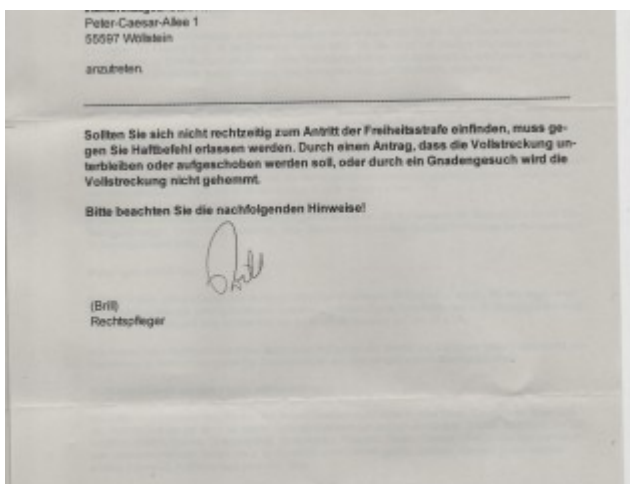 Peter-Caesar-Allee 1
55597 Wöllstein
anzutreten.
Sollten Sie sich nicht rechtzeitig zum Antritt der Freiheitsstrafe einfinden, muss ge-
gen Sie Haftbefehl erlassen werden. Durch einen Antrag, dass die Vollstreckung un-
terbleiben oder aufgeschoben werden soll, oder durch ein Gnadengesuch wird die
Vollstreckung nicht gehemmt.
Bitte beachten Sie die nachfolgenden Hinweise!
Brill
(Brill)
Rechtspfleger